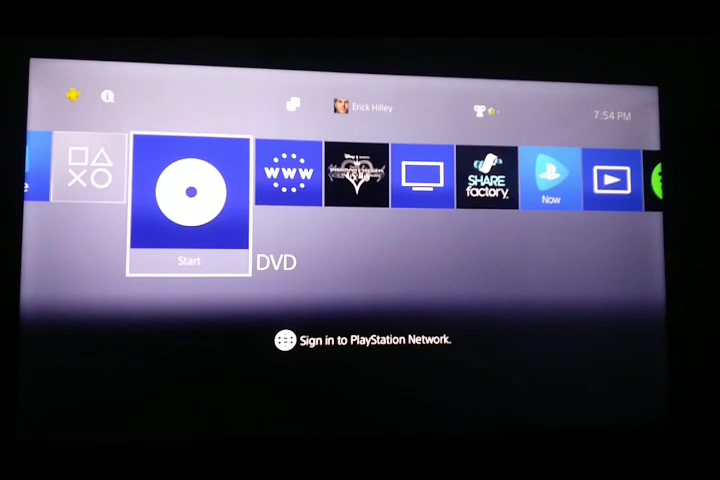 Erick Hilley
7:54 PM
e
WWW
SHARE
factory
Now
Start
DVD
Sign in to PlayStation Network.